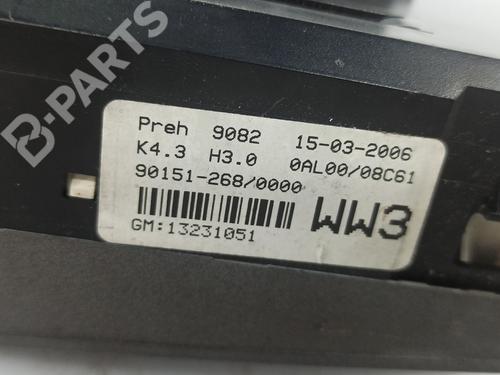 B-PARTS
Preh 9082 15-03-2006
K4.3 H3.0 0AL00/08C61
90151-268/0000
WW3
GM:13231051